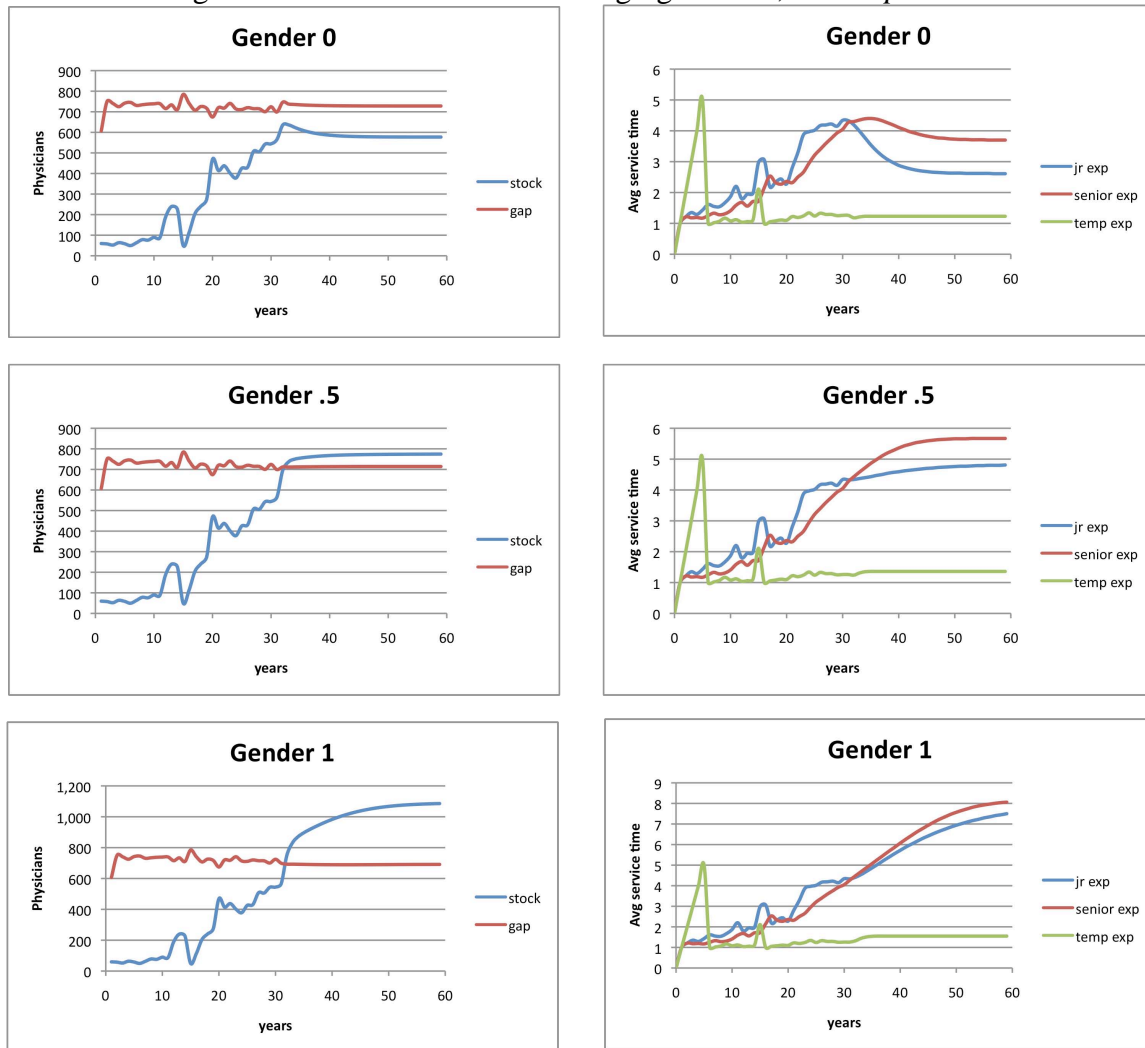 Gender 0
Physicians
900
800
700
600
500
400
300
200
100
0
0 10 20 30 40 50 60
years
stock
gap
Gender 0
Avg service time
6
5
4
3
2
1
0
0 10 20 30 40 50 60
years
jr exp
senior exp
temp exp
Gender .5
Physicians
900
800
700
600
500
400
300
200
100
0
0 10 20 30 40 50 60
years
stock
gap
Gender .5
Avg service time
6
5
4
3
2
1
0
0 10 20 30 40 50 60
years
jr exp
senior exp
temp exp
Gender 1
Physicians
1,200
1,000
800
600
400
200
0
0 10 20 30 40 50 60
years
stock
gap
Gender 1
Avg service time
9
8
7
6
5
4
3
2
1
0
0 10 20 30 40 50 60
years
jr exp
senior exp
temp exp